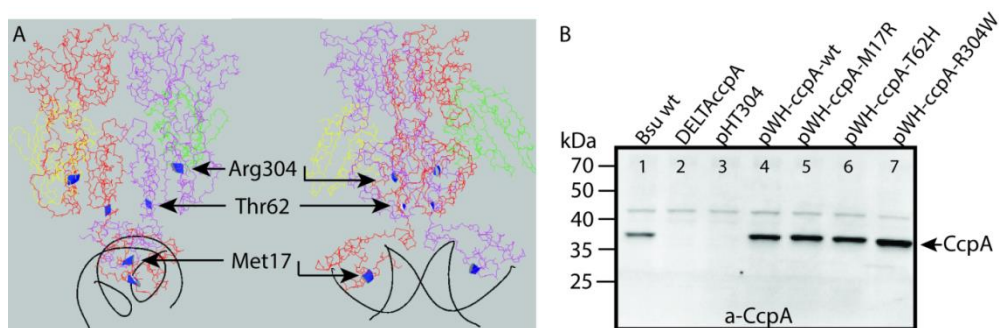 A
Arg304
Thr62
Met17
B
Bsu wt
DELTAccpA
pHT304
pWH-ccpA-wt
pWH-ccpA-M17R
pWH-ccpA-T62H
pWH-ccpA-R304W
kDa
1 2 3 4 5 6 7
70
50
40
35
25
CcpA
a-CcpA